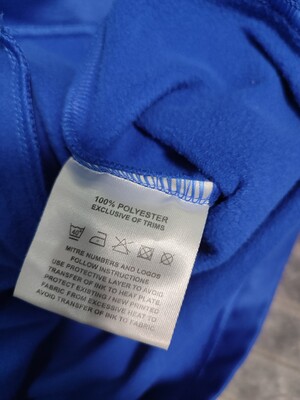 100% POLYESTER
EXCLUSIVE OF TRIMS
40
MITRE NUMBERS AND LOGOS
FOLLOW INSTRUCTIONS
USE PROTECTIVE LAYER TO AVOID
TRANSFER OF INK TO HEAT PLATE.
PROTECT EXISTING / NEW PRINTED
FABRIC FROM EXCESSIVE HEAT TO
AVOID TRANSFER OF INK TO
FABRIC